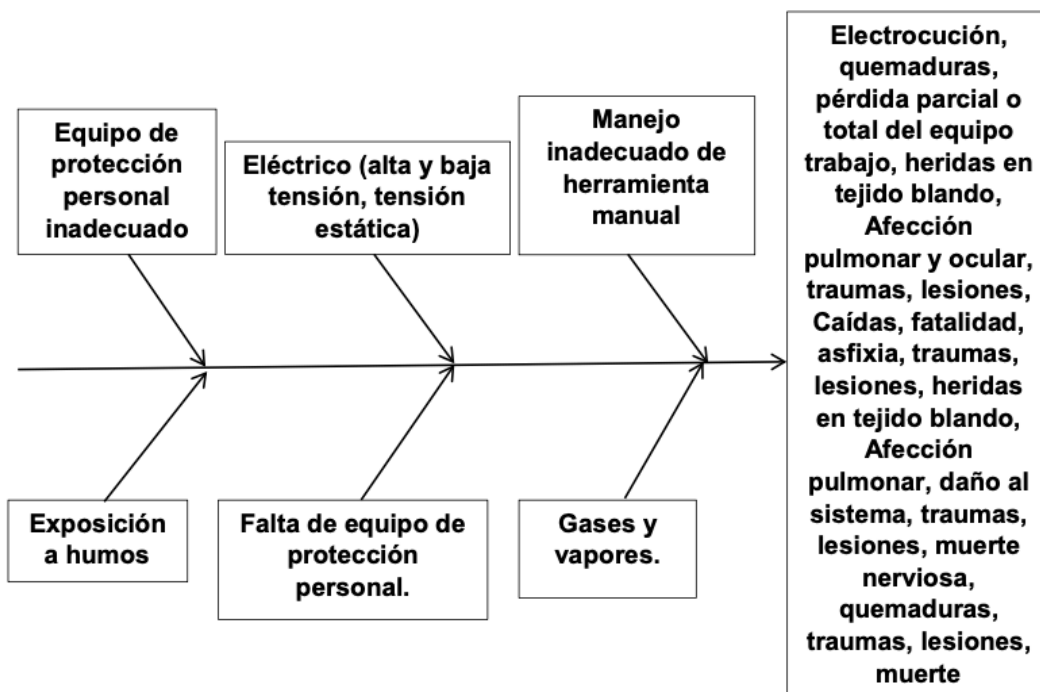 Equipo de
protección
personal
inadecuado
Eléctrico (alta y baja
tensión, tensión
estática)
Manejo
inadecuado de
herramienta
manual
Exposición
a humos
Falta de equipo de
protección
personal.
Gases y
vapores.
Electrocución,
quemaduras,
pérdida parcial o
total del equipo
trabajo, heridas en
tejido blando,
Afección
pulmonar y ocular,
traumas, lesiones,
Caídas, fatalidad,
asfixia, traumas,
lesiones, heridas
en tejido blando,
Afección
pulmonar, daño al
sistema, traumas,
lesiones, muerte
nerviosa,
quemaduras,
traumas, lesiones,
muerte